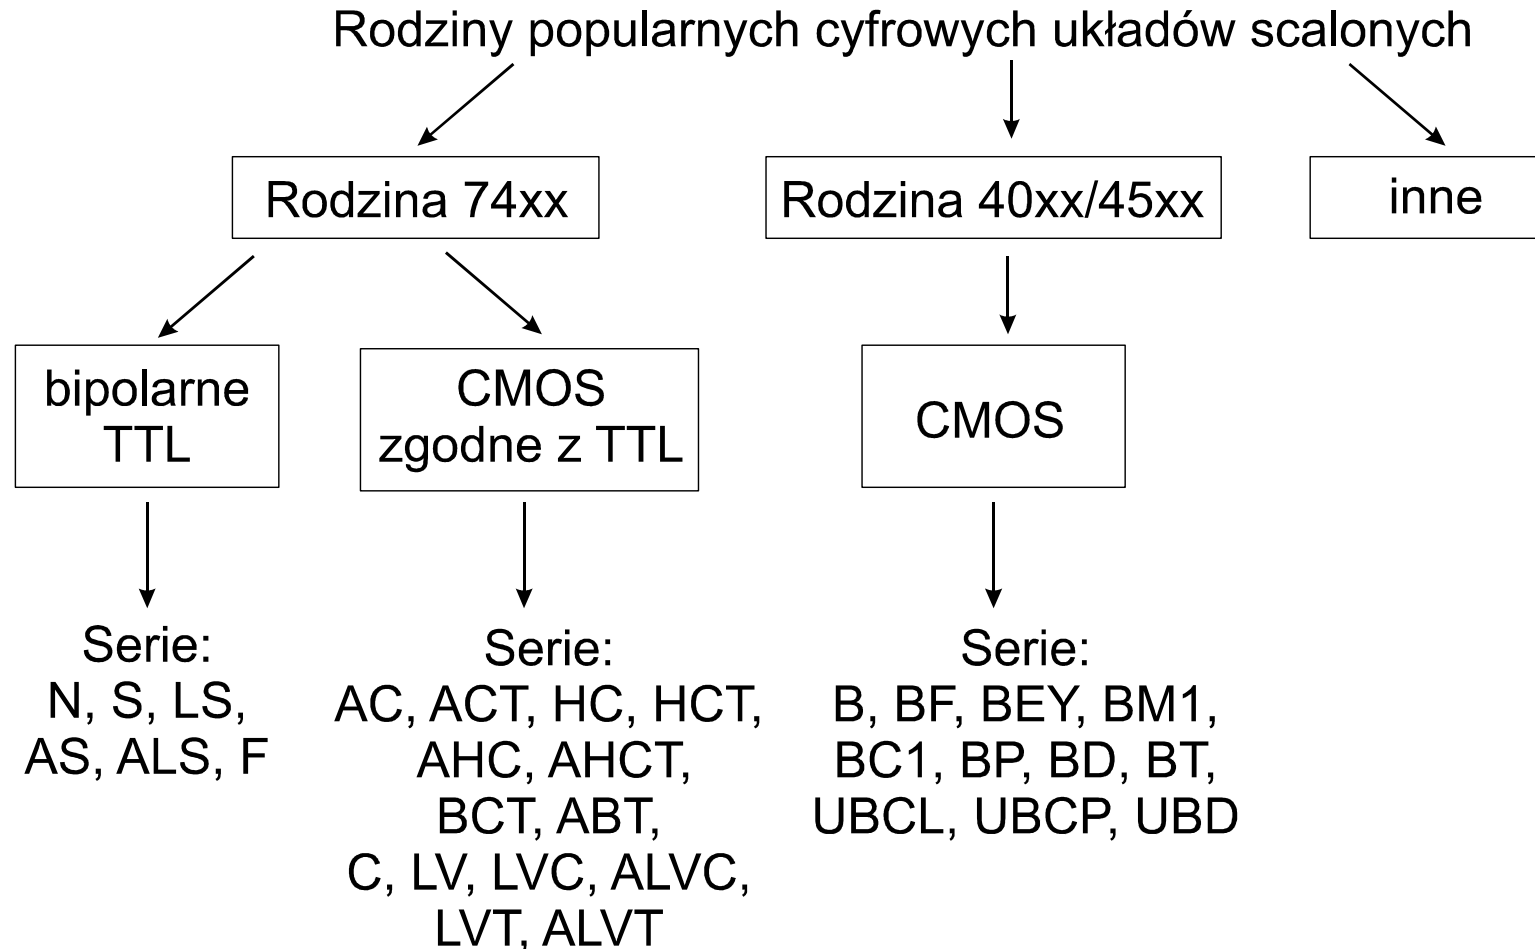 Rodziny popularnych cyfrowych układów scalonych
Rodzina 74xx
Rodzina 40xx/45xx
inne
bipolarne
TTL
CMOS
zgodne z TTL
CMOS
Serie:
N, S, LS,
AS, ALS, F
Serie:
AC, ACT, HC, HCT,
AHC, AHCT,
BCT, ABT,
C, LV, LVC, ALVC,
LVT, ALVT
Serie:
B, BF, BEY, BM1,
BC1, BP, BD, BT,
UBCL, UBCP, UBD